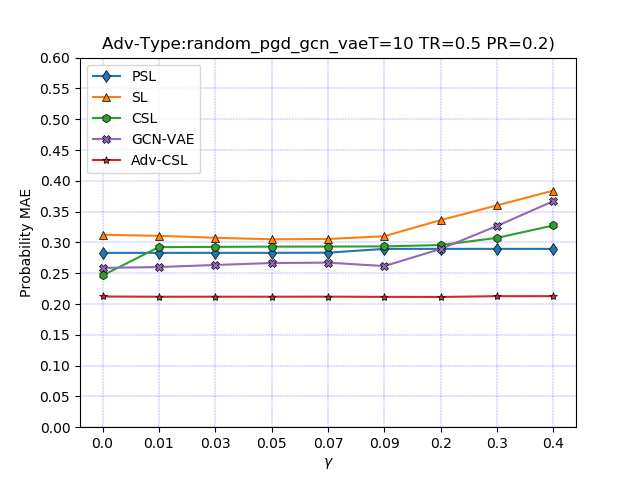 Adv-Type:random_pgd_gcn_vaeT=10 TR=0.5 PR=0.2)
0.60
0.55
0.50
0.45
0.40
0.35
0.30
0.25
0.20
0.15
0.10
0.05
0.00
Probability MAE
PSL
SL
CSL
GCN-VAE
Adv-CSL
0.0 0.01 0.03 0.05 0.07 0.09 0.2 0.3 0.4
γ